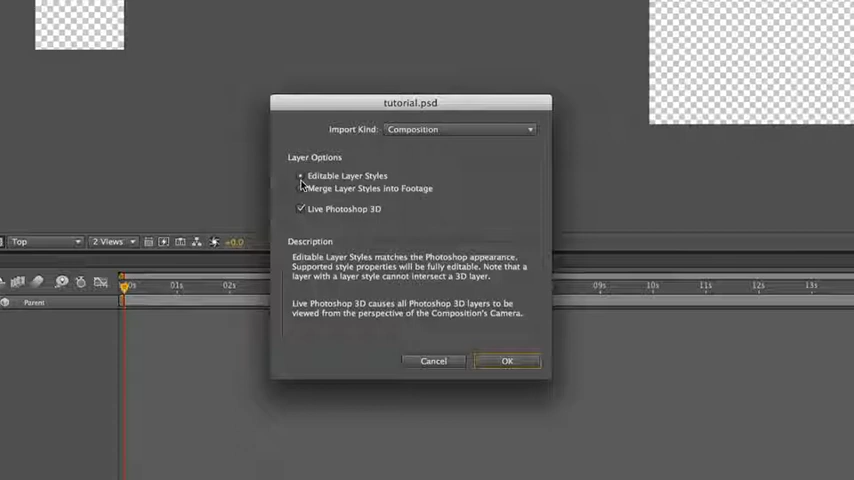 tutorial.psd
Import Kind: Composition
Layer Options
Editable Layer Styles
Merge Layer Styles into Footage
Live Photoshop 3D
Top
2 Views
+0.0
Description
Editable Layer Styles matches the Photoshop appearance.
Supported style properties will be fully editable. Note that a
layer with a layer style cannot intersect a 3D layer.
Live Photoshop 3D causes all Photoshop 3D layers to be
viewed from the perspective of the Composition's Camera.
0s 01s 02s 09s 10s 11s 12s 13s
Parent
Cancel OK